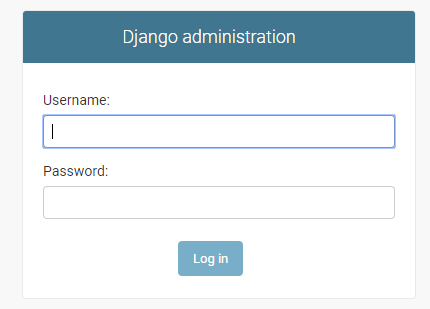 Django administration
Username:
Password:
Log in